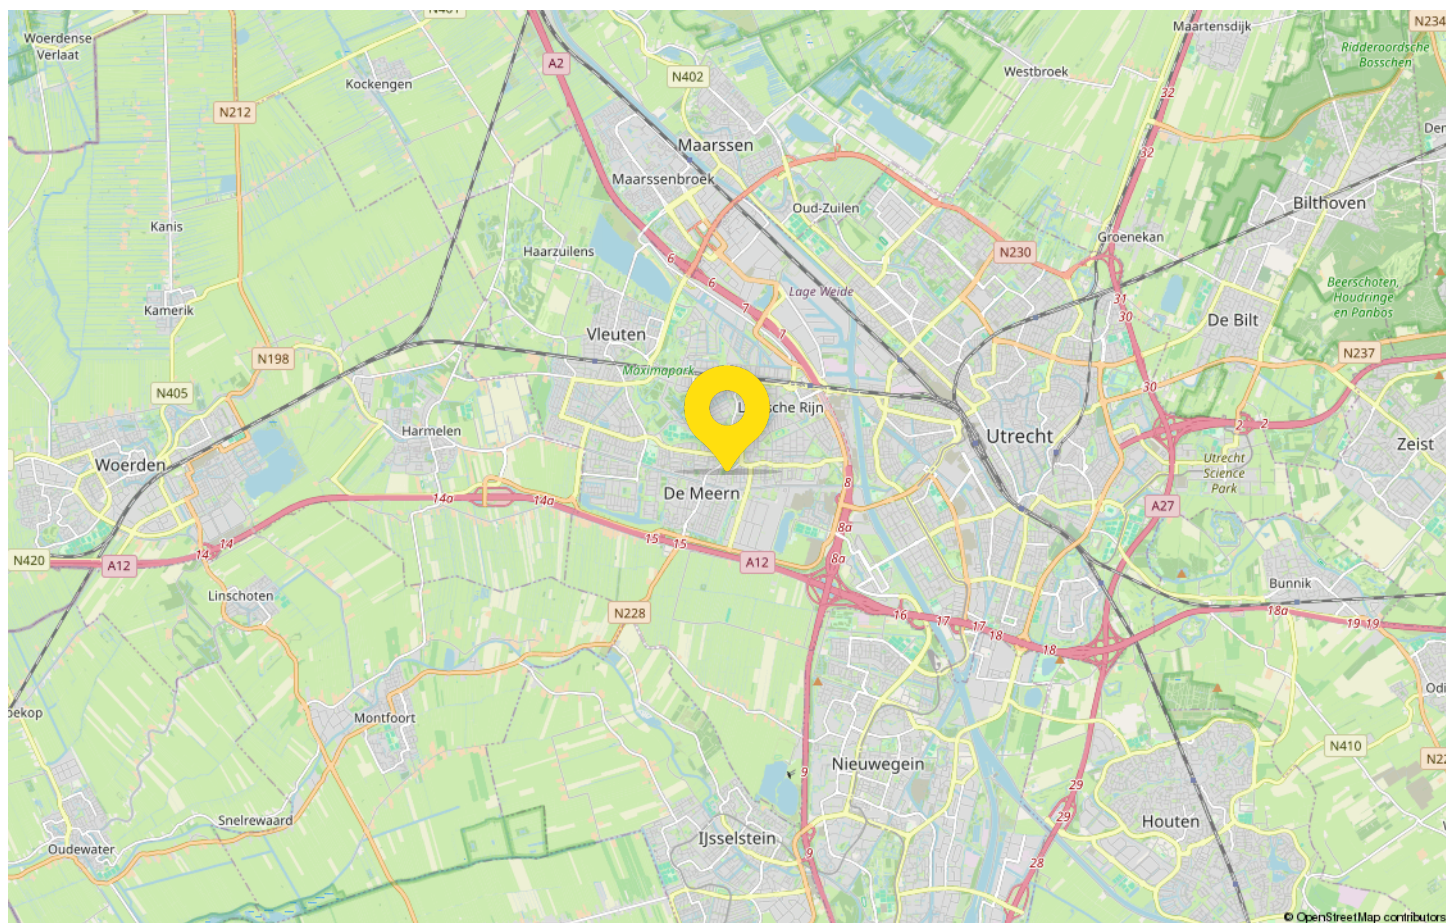 N401
Woerdense
Verlaat
Maartensdijk
N234
A2
N402
Ridderoordsche
Bosschen
Westbroek
Kockengen
32
N212
Maarssen
32
Maarssenbroek
Bilthoven
Oud-Zuilen
Kanis
Groenekan
Haarzuilens
N230
6
6
Lage Weide
Beerschoten,
Houdringe
en Panbos
31
7
30
Kamerik
De Bilt
Vleuten
7
N198
N237
Maximapark
30
N405
sche Rijn
2
2
Harmelen
Utrecht
Zeist
Woerden
Utrecht
Science
Park
8
De Meern
14a
14a
A27
8a
15
15
14
14
N420
A12
A12
8a
Bunnik
Linschoten
N228
16
17
17
18
18a
19
19
18
Montfoort
N410
Nieuwegein
9
29
Snelrewaard
29
Houten
IJsselstein
Oudewater
9
28
© OpenStreetMap contributors